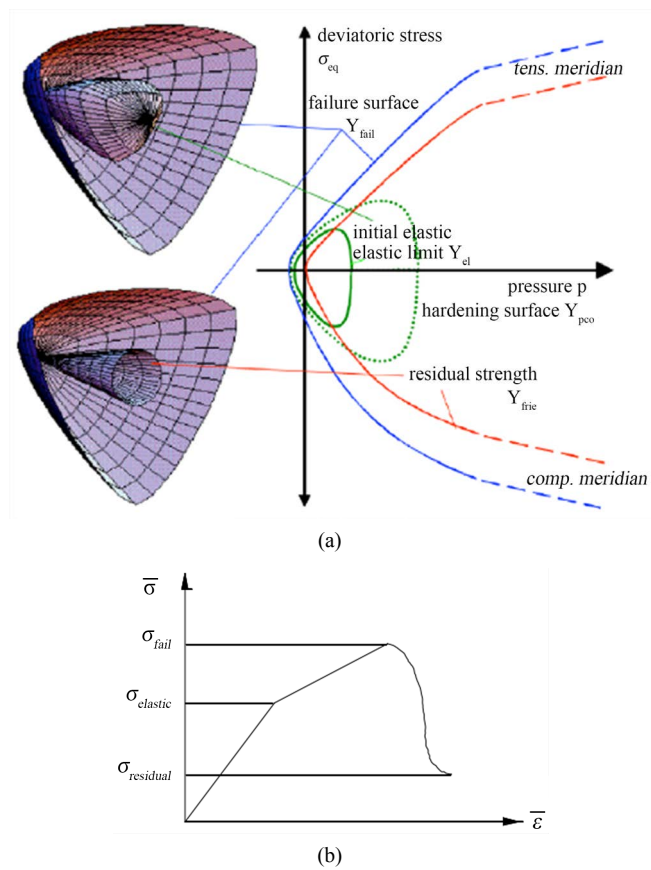 deviatoric stress
σeq
tens. meridian
failure surface
Yfail
initial elastic
elastic limit Yel
pressure p
hardening surface Ypco
residual strength
Yfrie
comp. meridian
(a)
σ̅
σfail
σelastic
σresidual
ε̅
(b)